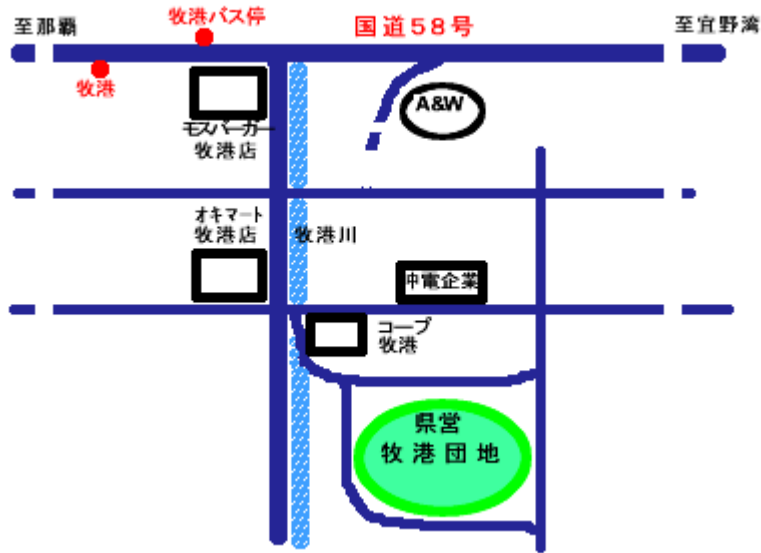 至那覇
牧港バス停
国道58号
至宜野湾
牧港
A&W
モスバーガー
牧港店
オキマート
牧港店
牧港川
中電企業
コープ
牧港
県営
牧港団地